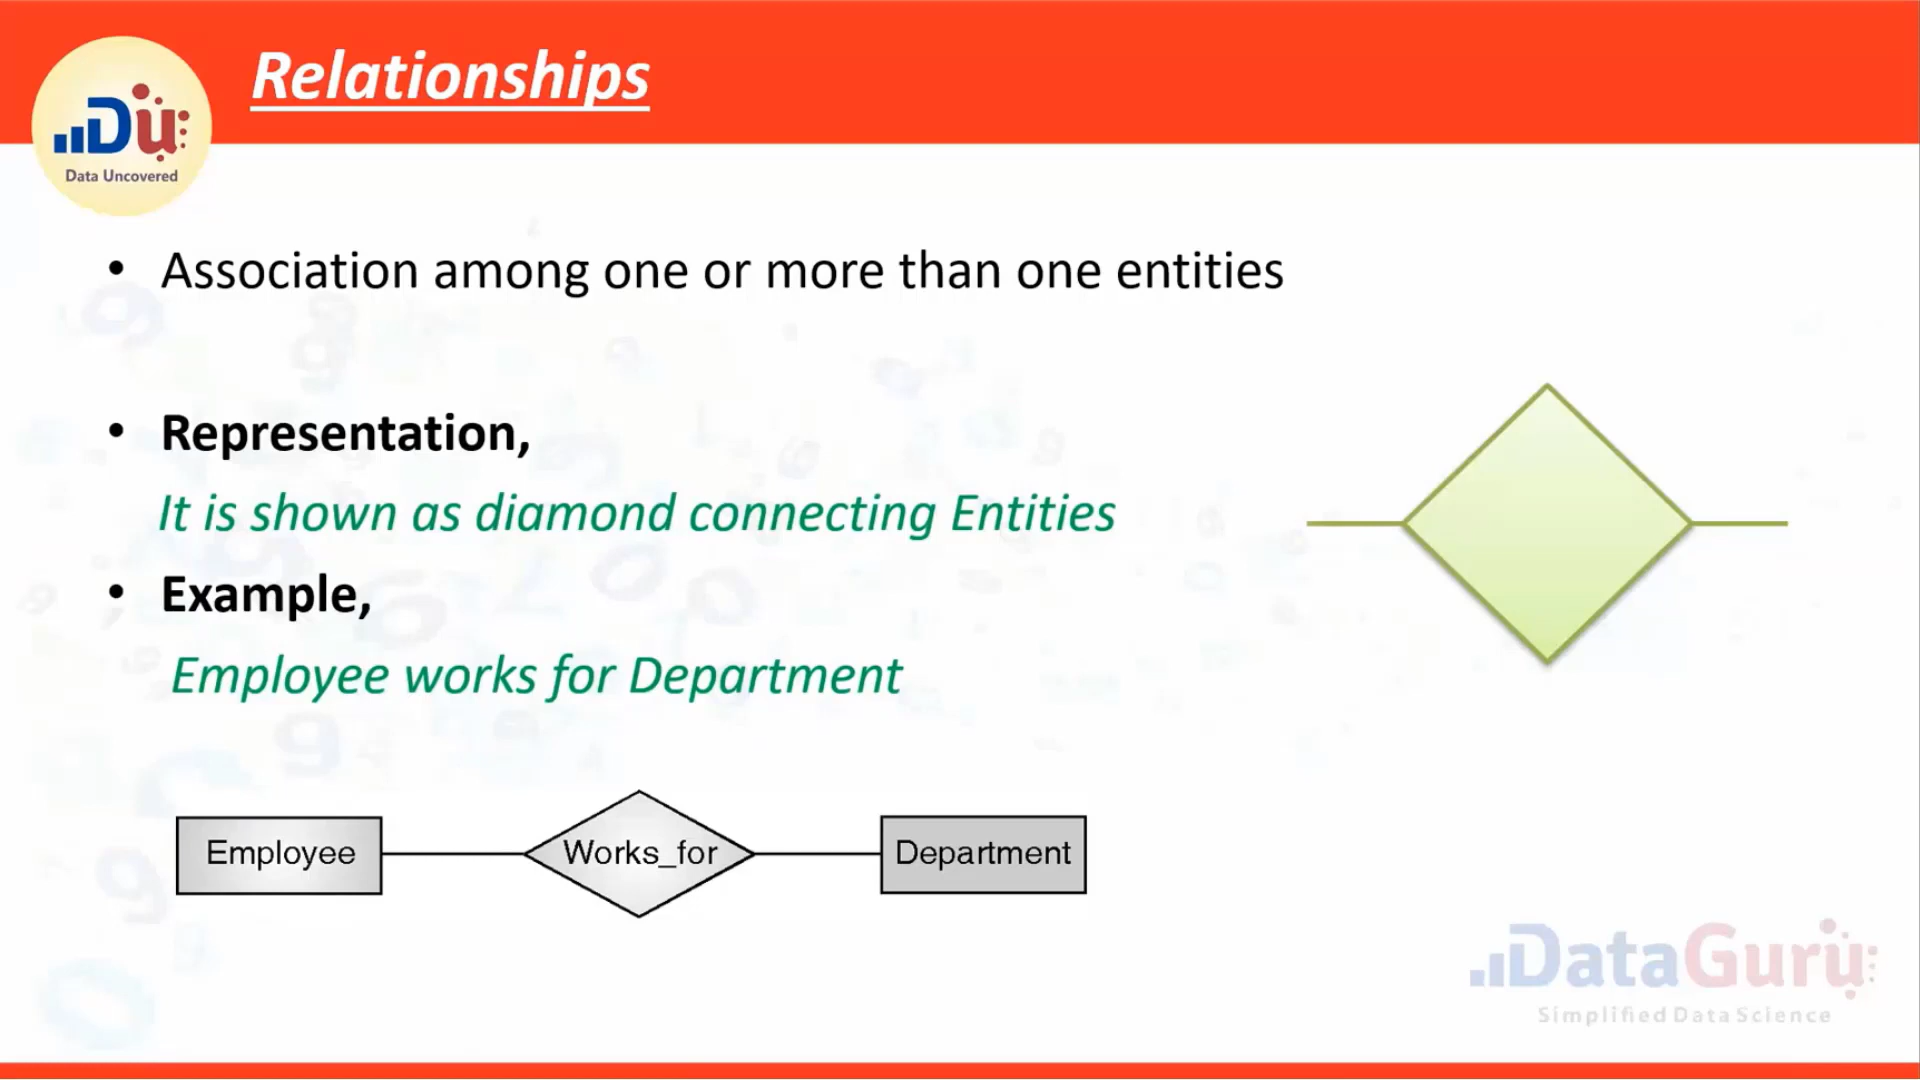 Relationships
Du
Data Uncovered
• Association among one or more than one entities
• Representation,
It is shown as diamond connecting Entities
• Example,
Employee works for Department
Employee Works_for Department
DataGuru
Simplified Data Science